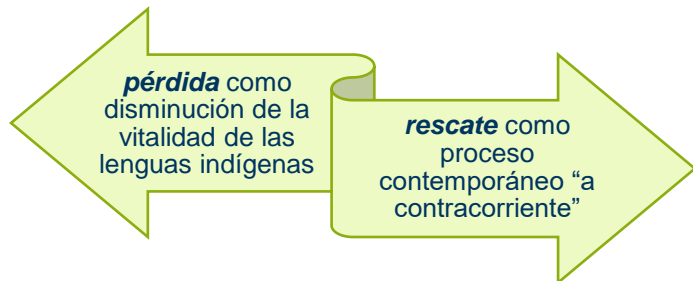 pérdida como
disminución de la
vitalidad de las
lenguas indígenas
rescate como
proceso
contemporáneo “a
contracorriente”